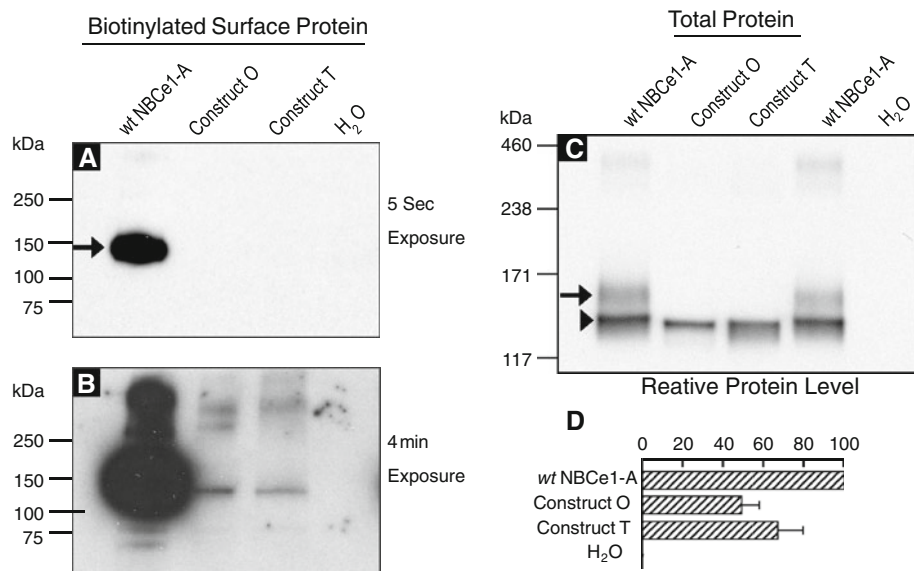 Biotinylated Surface Protein
wt NBCe1-A
Construct O
Construct T
H2O
kDa
A
250
150
100
75
5 Sec
Exposure
kDa
B
250
150
100
75
4 min
Exposure
Total Protein
wt NBCe1-A
Construct O
Construct T
wt NBCe1-A
H2O
kDa
C
460
238
171
117
Reative Protein Level
D
0 20 40 60 80 100
wt NBCe1-A
Construct O
Construct T
H2O